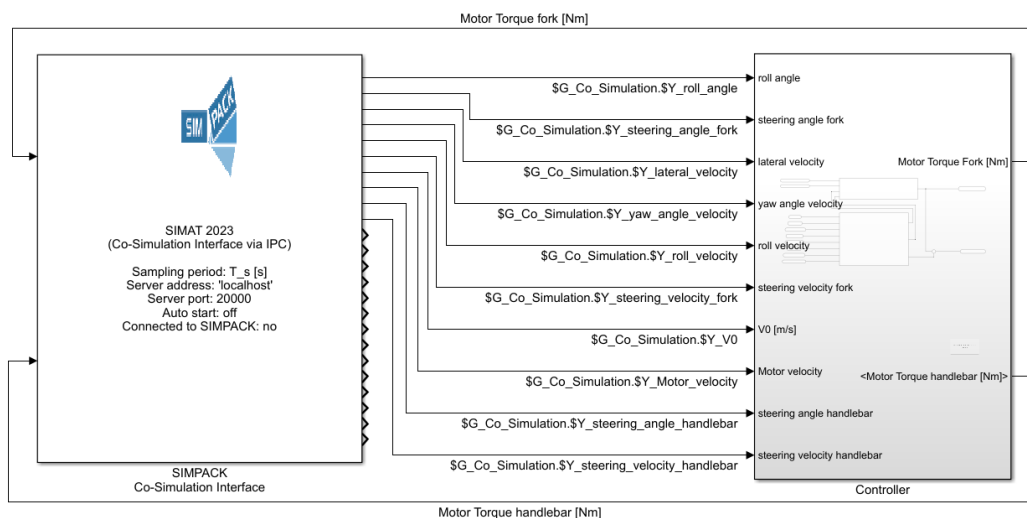 Motor Torque fork [Nm]
SIM
PACK
SIMAT 2023
(Co-Simulation Interface via IPC)
Sampling period: T_s [s]
Server address: 'localhost'
Server port: 20000
Auto start: off
Connected to SIMPACK: no
SIMPACK
Co-Simulation Interface
$G_Co_Simulation.$Y_roll_angle
$G_Co_Simulation.$Y_steering_angle_fork
$G_Co_Simulation.$Y_lateral_velocity
$G_Co_Simulation.$Y_yaw_angle_velocity
$G_Co_Simulation.$Y_roll_velocity
$G_Co_Simulation.$Y_steering_velocity_fork
$G_Co_Simulation.$Y_V0
$G_Co_Simulation.$Y_Motor_velocity
$G_Co_Simulation.$Y_steering_angle_handlebar
$G_Co_Simulation.$Y_steering_velocity_handlebar
roll angle
steering angle fork
lateral velocity
yaw angle velocity
roll velocity
steering velocity fork
V0 [m/s]
Motor velocity
steering angle handlebar
steering velocity handlebar
Motor Torque Fork [Nm]
<Motor Torque handlebar [Nm]>
Controller
Motor Torque handlebar [Nm]